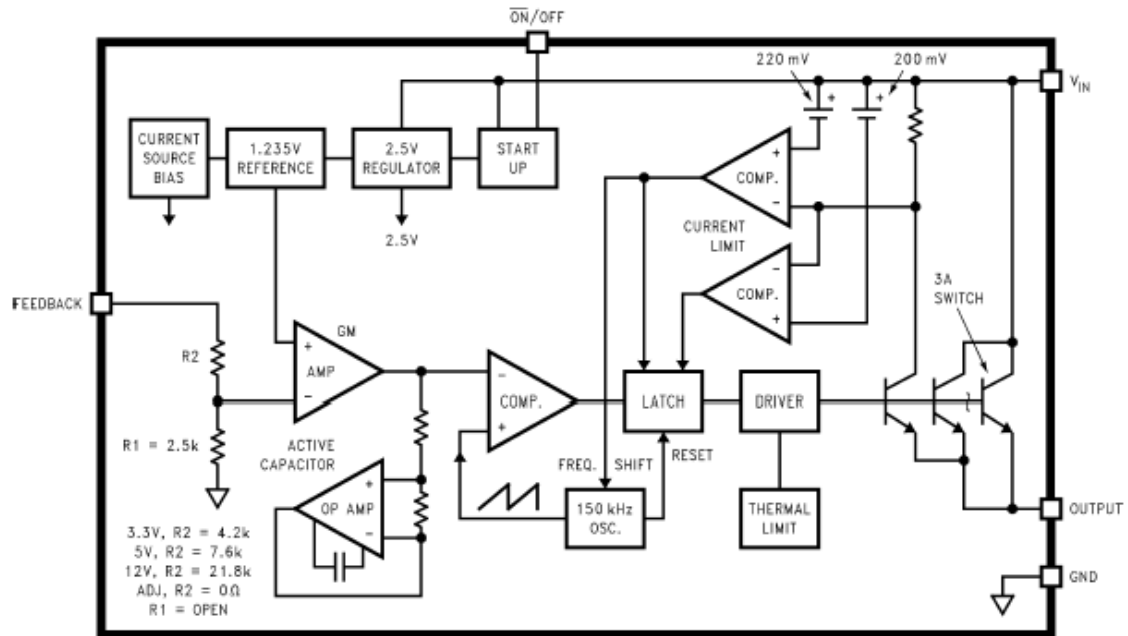 ON/OFF
220 mV
200 mV
VIN
CURRENT
SOURCE
BIAS
1.235V
REFERENCE
2.5V
REGULATOR
START
UP
+
+
+
COMP.
−
2.5V
CURRENT
LIMIT
−
COMP.
+
3A
SWITCH
FEEDBACK
R2
GM
+
AMP
−
−
COMP.
+
LATCH
DRIVER
R1 = 2.5k
ACTIVE
CAPACITOR
FREQ. SHIFT
RESET
+
OP AMP
−
150 kHz
OSC.
THERMAL
LIMIT
OUTPUT
3.3V, R2 = 4.2k
5V, R2 = 7.6k
12V, R2 = 21.8k
ADJ, R2 = 0Ω
R1 = OPEN
GND